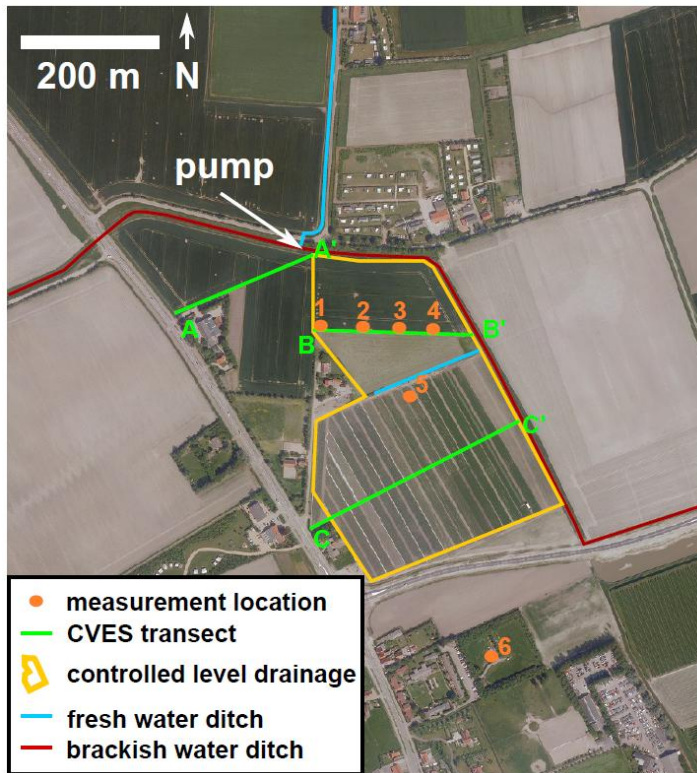 200 m N
pump
A'
A
1 2 3 4
B B'
5
C'
C
6
measurement location
CVES transect
controlled level drainage
fresh water ditch
brackish water ditch